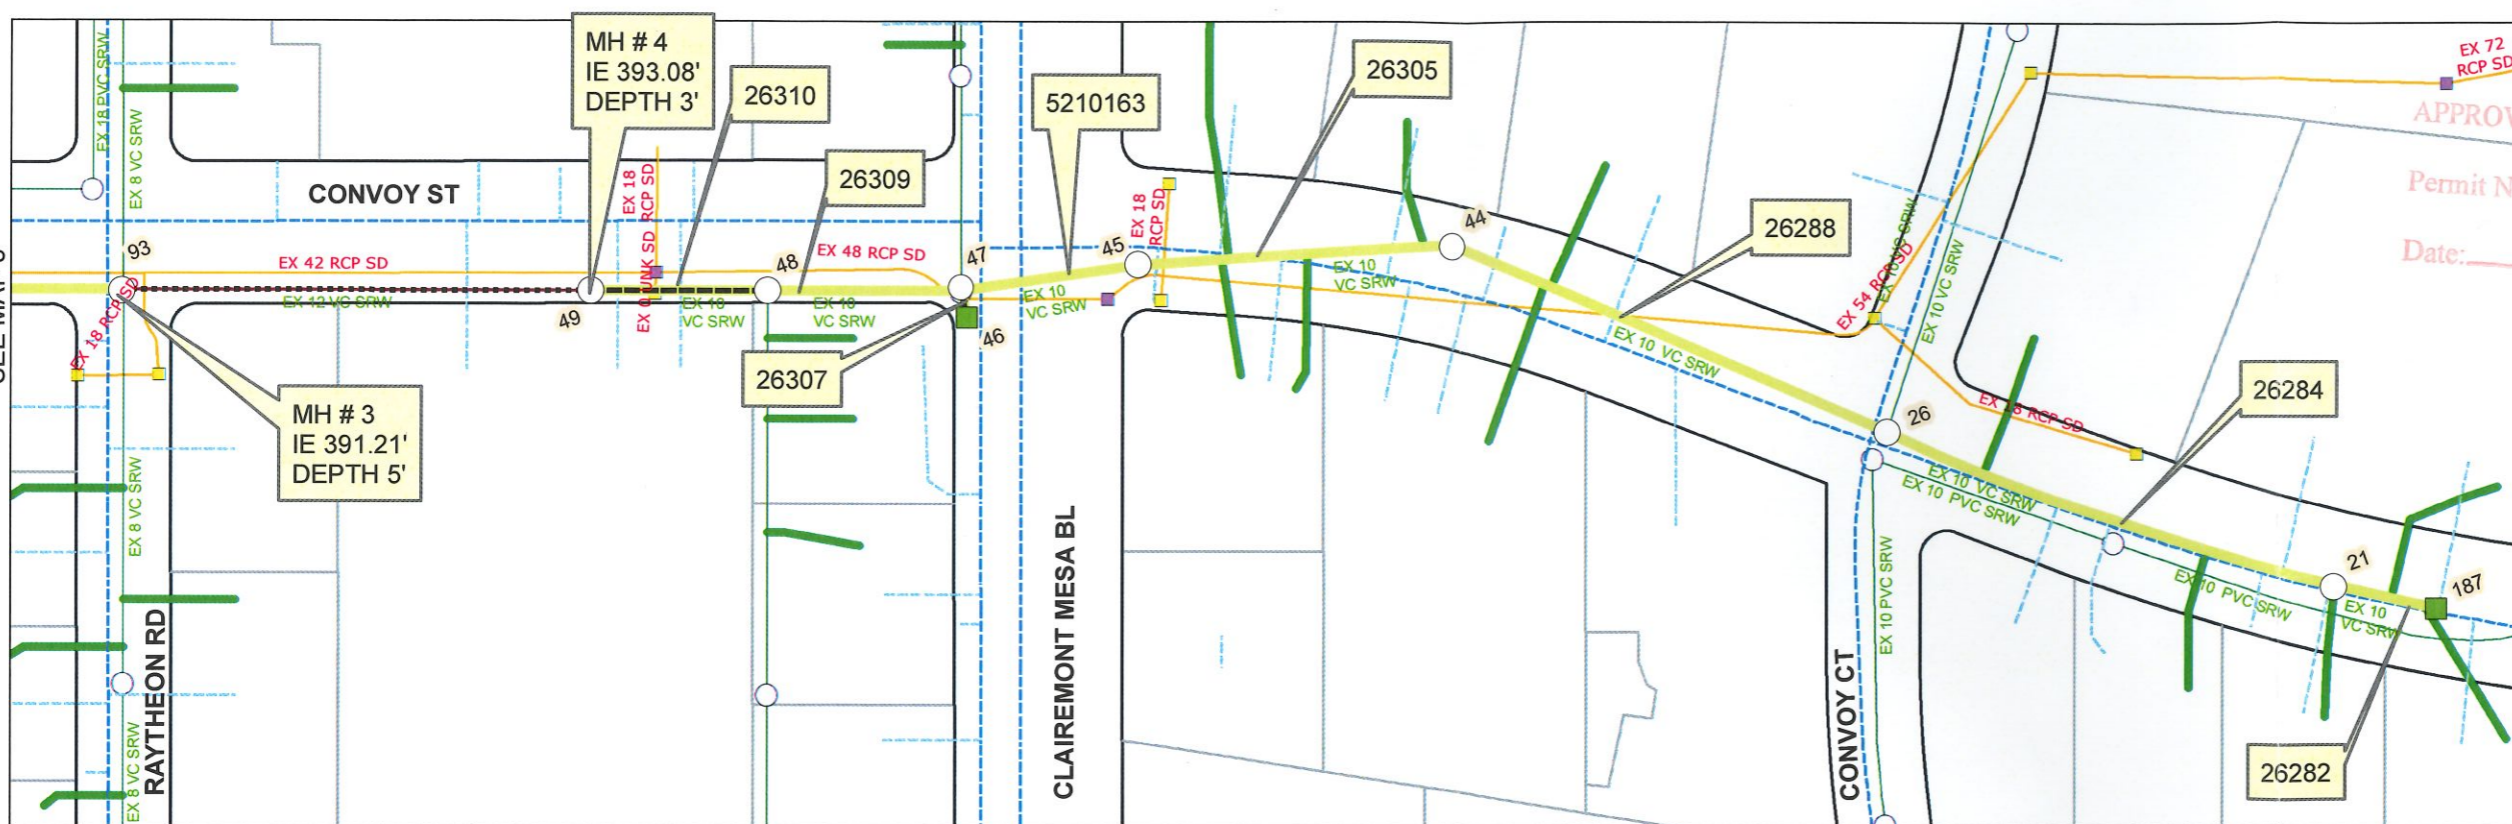 MH # 4
IE 393.08'
DEPTH 3'
26310
26309
5210163
26305
26288
26284
26282
26307
MH # 3
IE 391.21'
DEPTH 5'
CONVOY ST
RAYTHEON RD
CLAIREMONT MESA BL
CONVOY CT
EX 18 PVC SRW
EX 8 VC SRW
93
EX 42 RCP SD
EX 12 VC SRW
EX 18 RCP SD
49
EX 18
RCP SD
48
EX 48 RCP SD
EX 10
VC SRW
VC SRW
47
46
45
EX 10
VC SRW
EX 18
RCP SD
44
EX 10
VC SRW
EX 10 VC SRW
EX 54 RCP SD
EX 10 VC SRW
26
EX 18 RCP SD
EX 10 VC SRW
EX 10 PVC SRW
EX 10 PVC SRW
EX 10 PVC SRW
21
EX 10
VC SRW
187
EX 72
RCP SD
EX 8 VC SRW
EX 8 VC SRW
APPROV
Permit N
Date: